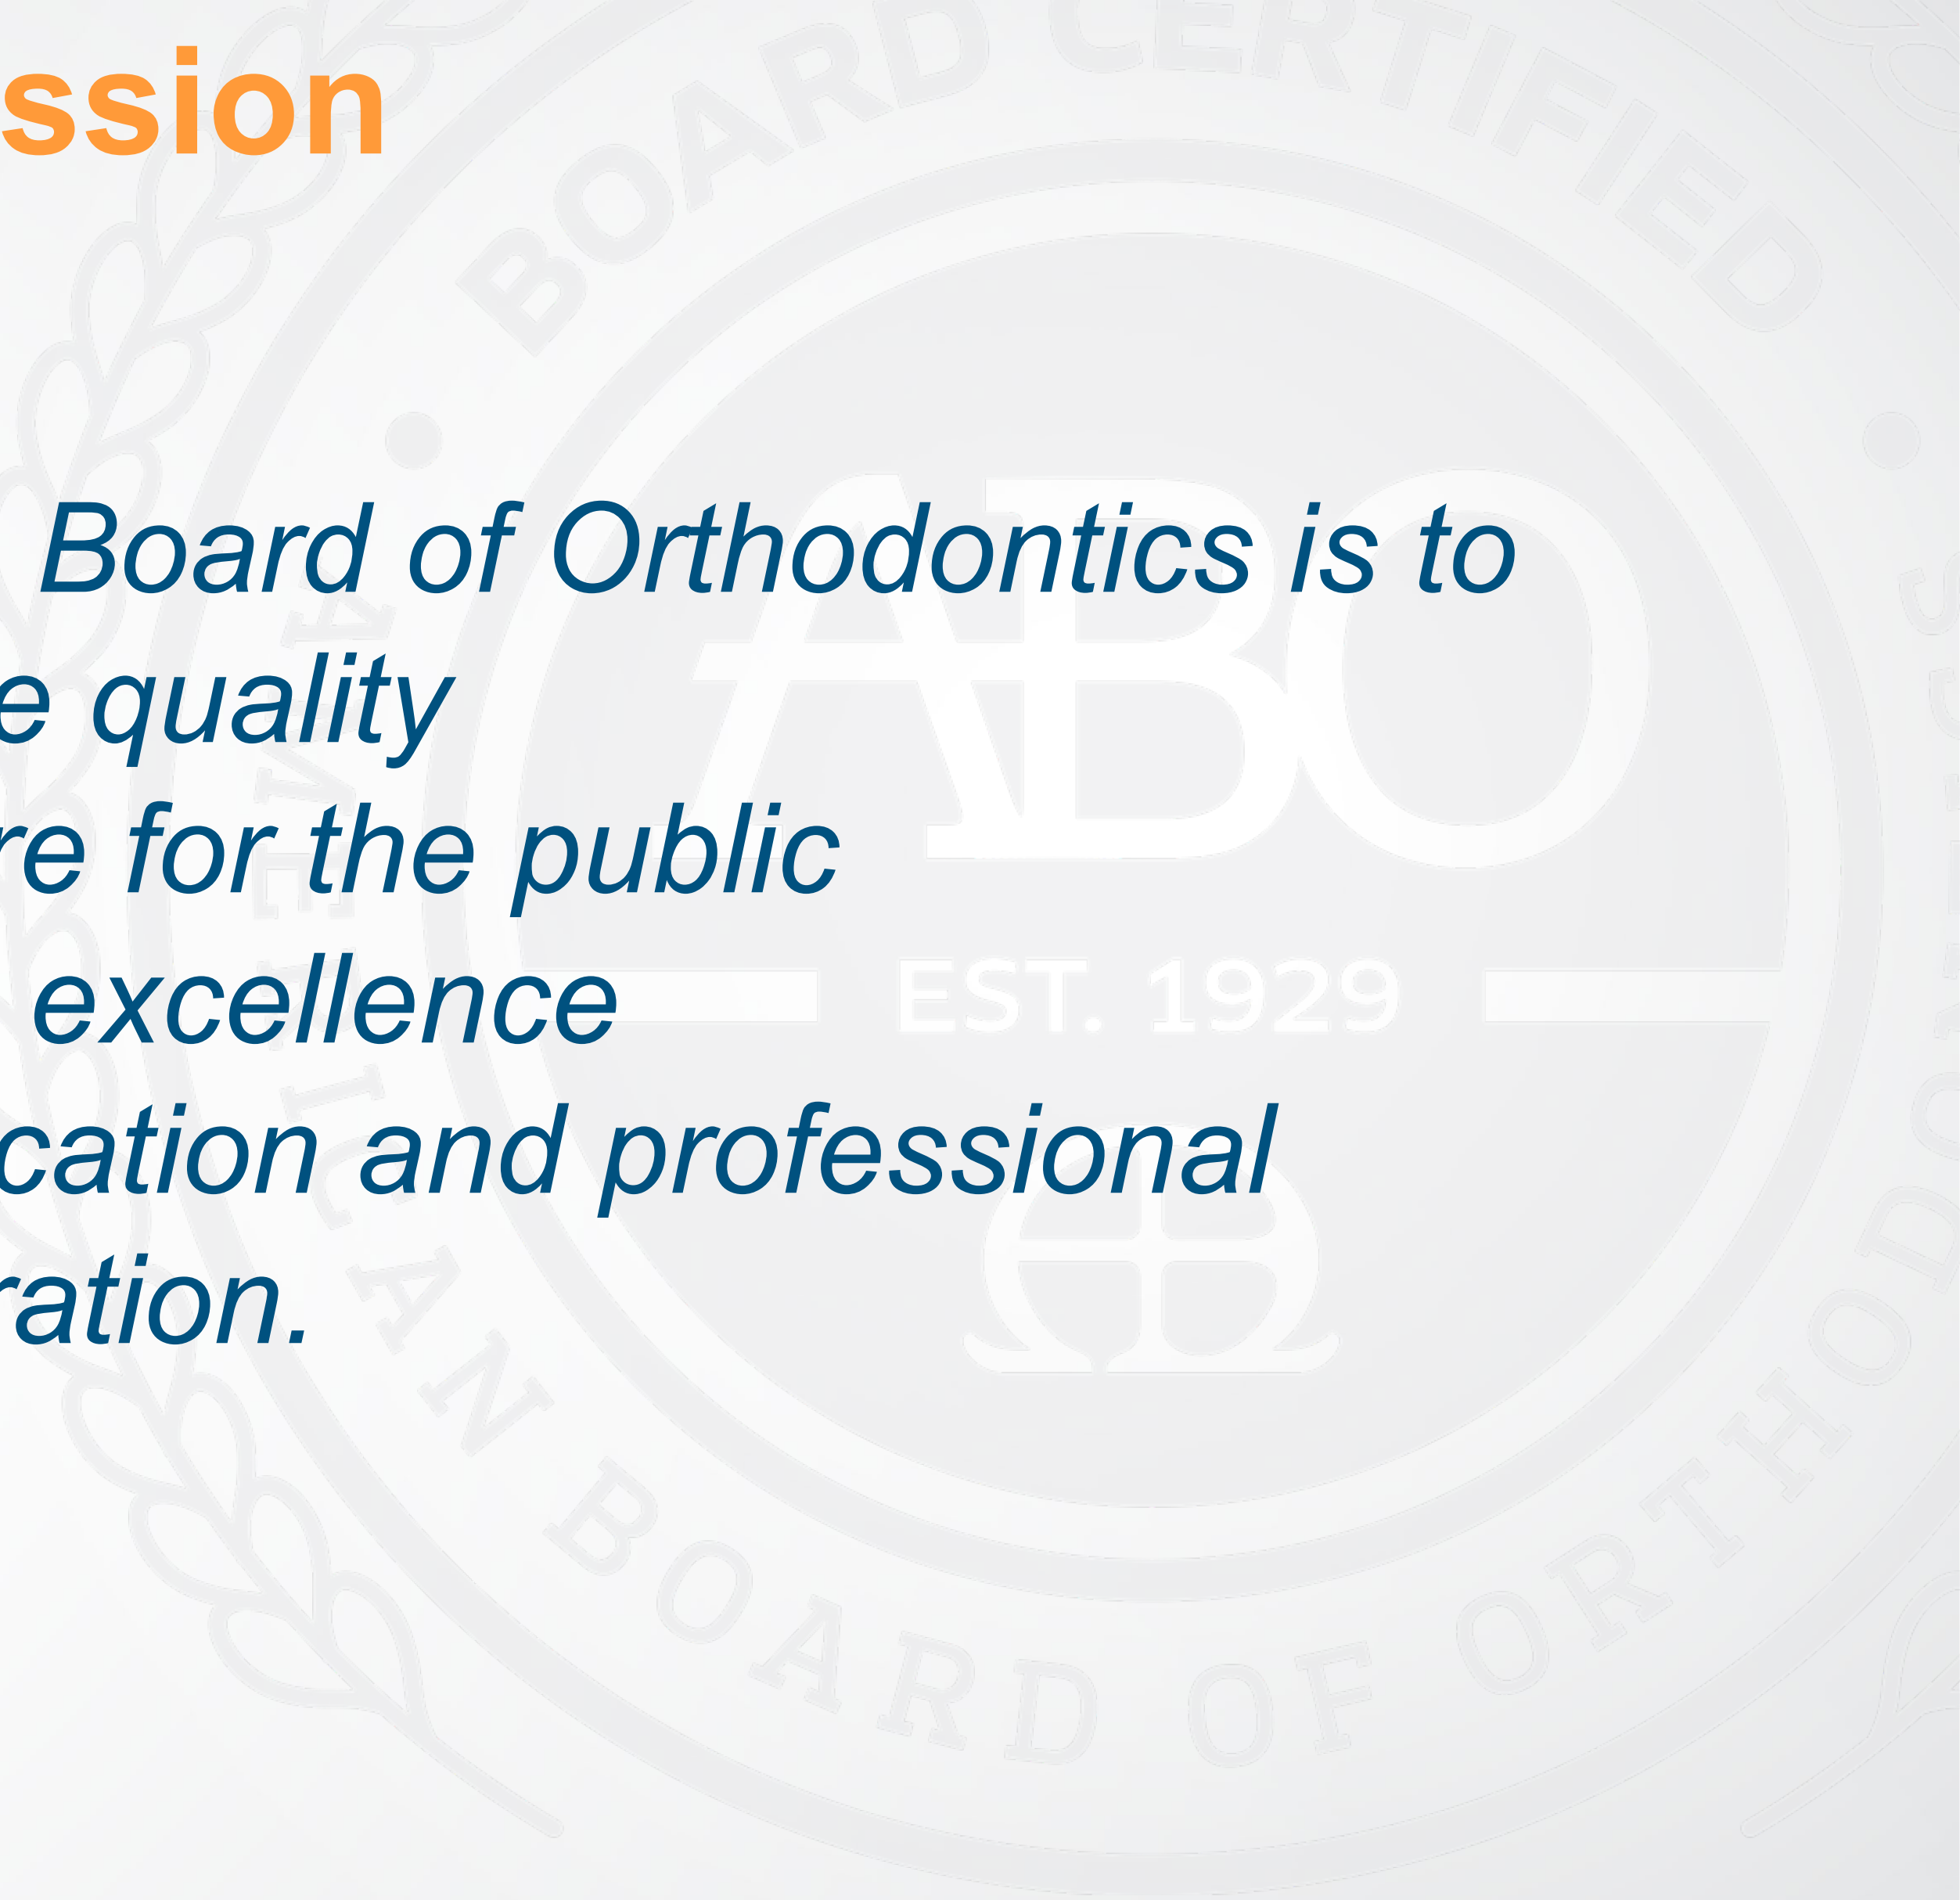 ssion
Board of Orthodontics is to
e quality
re for the public
excellence
cation and professional
ration.
BOARD CERTIFIED
ABO
EST. 1929
AMERICAN BOARD OF ORTHOD